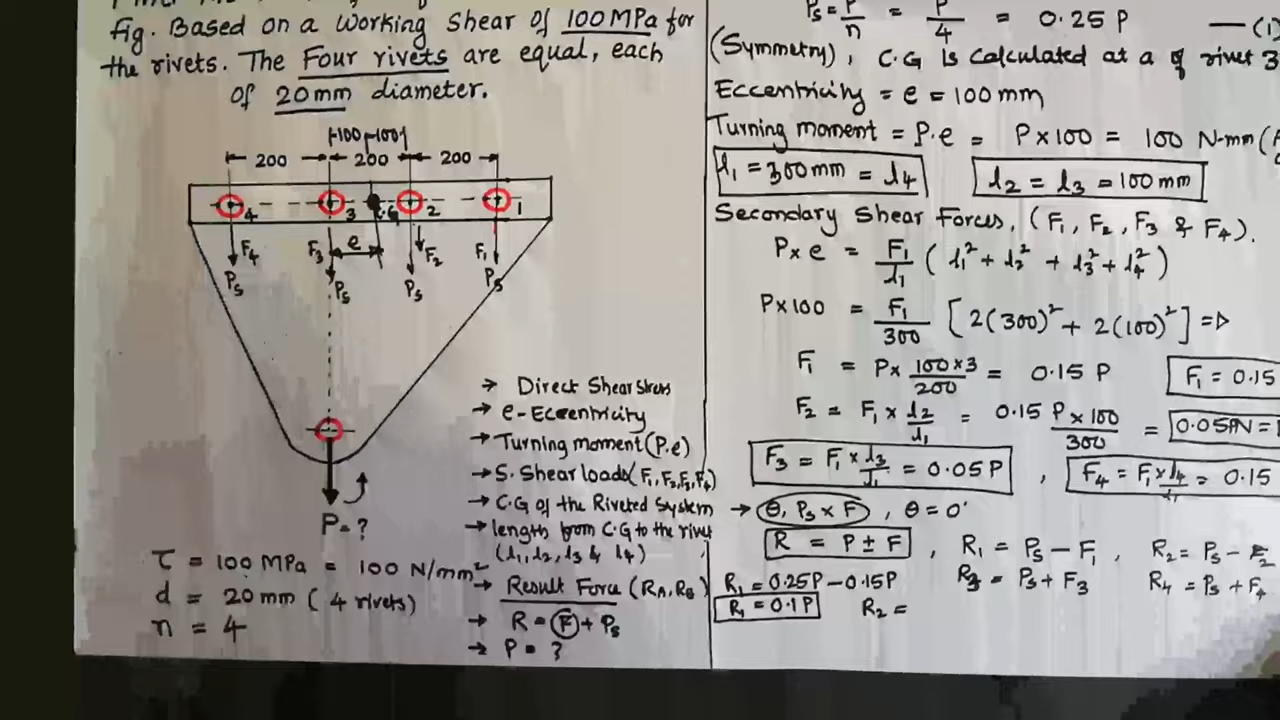 Fig. Based on a Working Shear of 100MPa for
the rivets. The Four rivets are equal, each
of 20mm diameter.
100 100
200 200 200
4 3 C.G 2 1
F4 F3 e F2 F1
Ps Ps Ps Ps
P = ?
τ = 100 MPa = 100 N/mm²
d = 20mm ( 4 rivets)
n = 4
→ Direct Shear Stress
→ e-Eccentricity
→ Turning moment (P.e)
→ S. Shear loads (F1, F2, F3, F4)
→ C.G of the Riveted System
→ length from C.G to the rivet
(l1, l2, l3 & l4)
→ Result Force (RA, RB)
→ R = F + Ps
→ P = ?
Ps = P/n = P/4 = 0.25 P — (1)
(Symmetry), C.G is calculated at a of rivet 3
Eccentricity = e = 100 mm
Turning moment = P.e = P x 100 = 100 N-mm
l1 = 300mm = l4 l2 = l3 = 100 mm
Secondary Shear Forces, (F1, F2, F3 & F4).
P x e = F1/l1 ( l1² + l2² + l3² + l4² )
P x 100 = F1/300 [ 2(300)² + 2(100)² ] =>
F1 = P x 100x3/200 = 0.15 P F1 = 0.15
F2 = F1 x l2/l1 = 0.15 P x 100/300 = 0.05PN =
F3 = F1 x l3/l1 = 0.05 P , F4 = F1 x l4/l1 = 0.15
→ θ, Ps x F , θ = 0°
R = P ± F , R1 = Ps – F1 , R2 = Ps – F2
R1 = 0.25P – 0.15P R3 = Ps + F3 R4 = Ps + F4
R1 = 0.1P R2 =